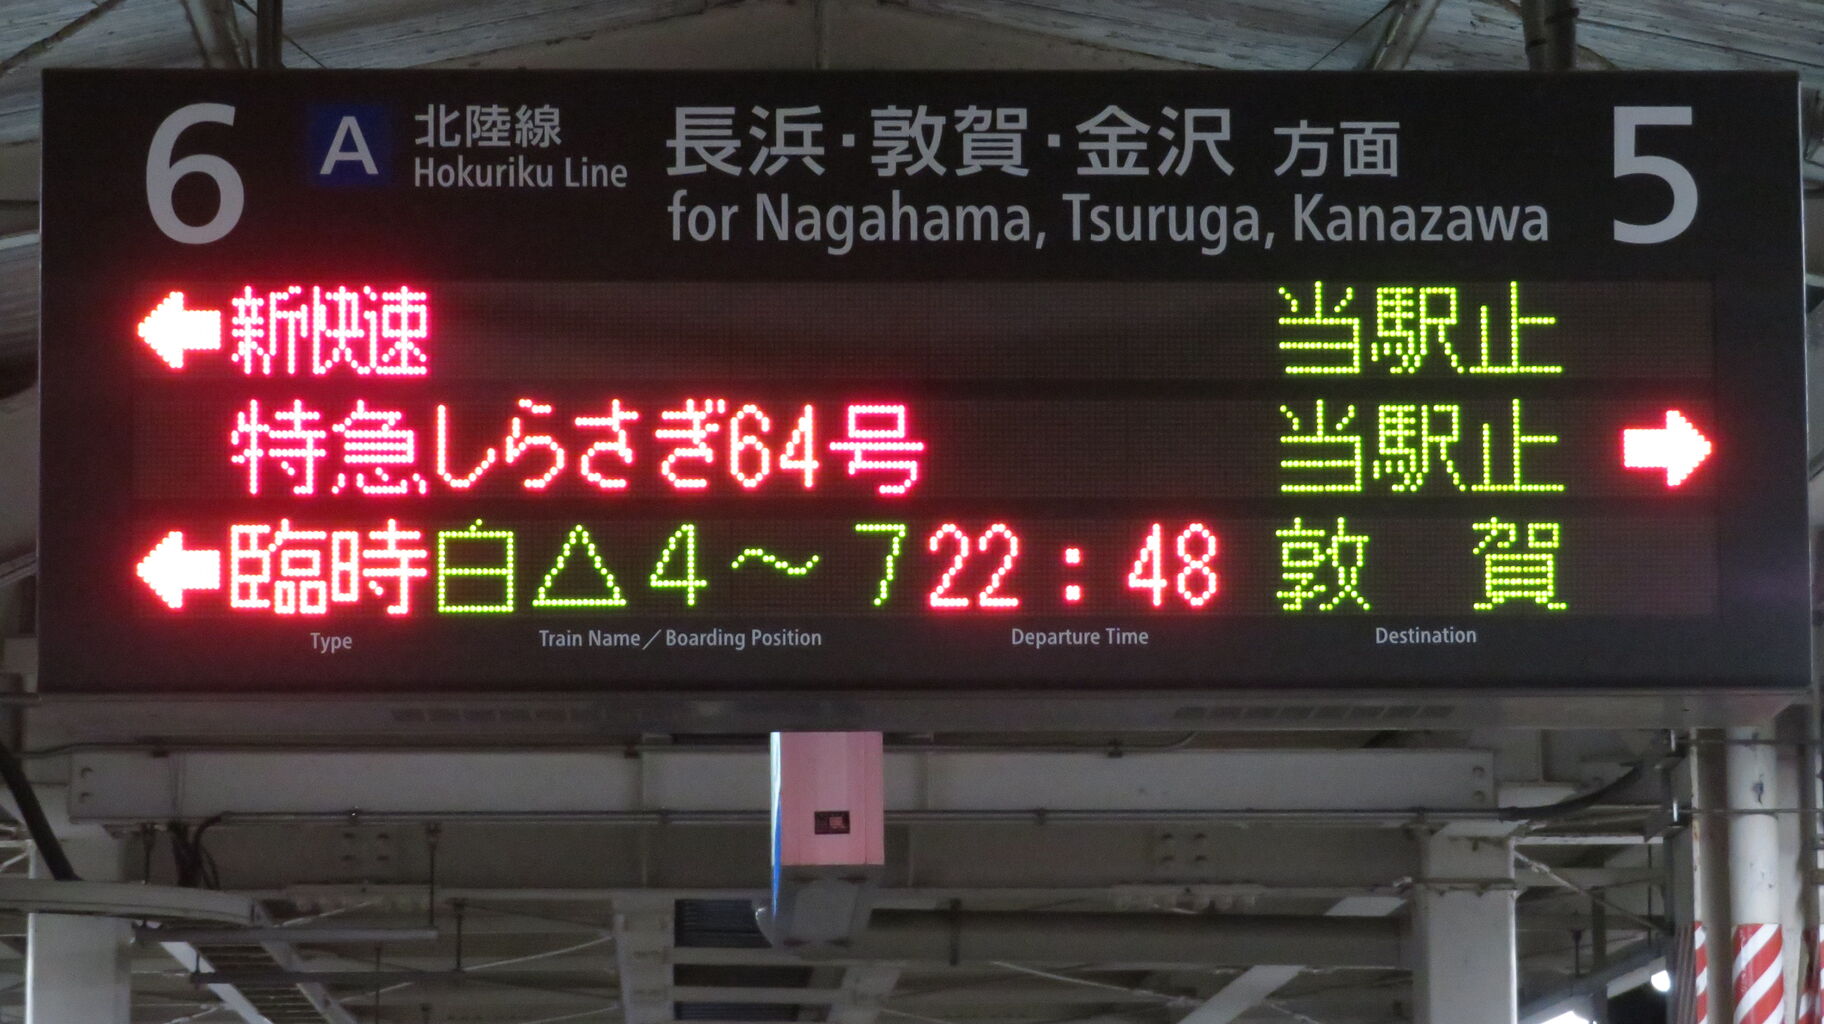 6 A 北陸線 長浜・敦賀・金沢 方面 5
Hokuriku Line for Nagahama, Tsuruga, Kanazawa
←新快速 当駅止
特急しらさぎ64号 当駅止→
←臨時 白△4～7 22:48 敦 賀
Type Train Name／Boarding Position Departure Time Destination